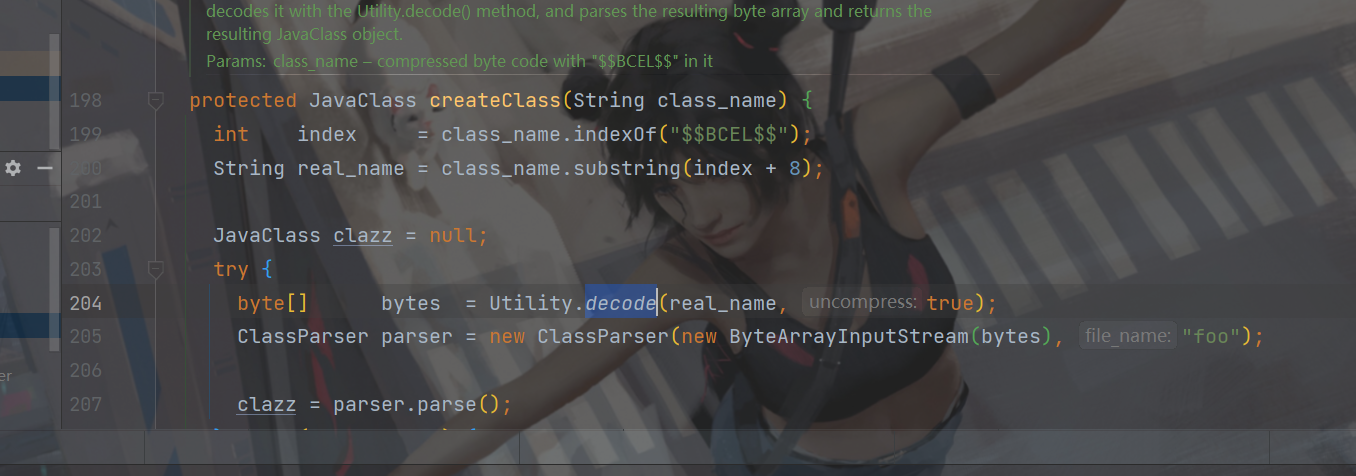 decodes it with the Utility.decode() method, and parses the resulting byte array and returns the
resulting JavaClass object.
Params: class_name – compressed byte code with "$$BCEL$$" in it
198 protected JavaClass createClass(String class_name) {
199 int index = class_name.indexOf("$$BCEL$$");
200 String real_name = class_name.substring(index + 8);
201
202 JavaClass clazz = null;
203 try {
204 byte[] bytes = Utility.decode(real_name, uncompress: true);
205 ClassParser parser = new ClassParser(new ByteArrayInputStream(bytes), file_name: "foo");
206
er
207 clazz = parser.parse();